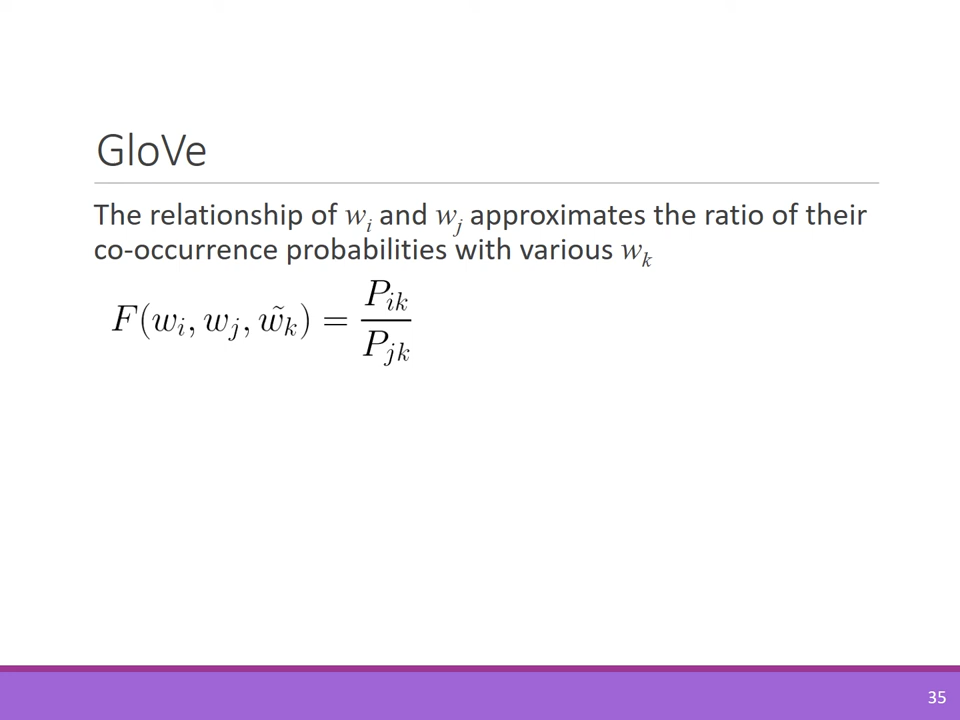 GloVe
The relationship of wᵢ and wⱼ approximates the ratio of their
co-occurrence probabilities with various wₖ
F(wᵢ, wⱼ, w̃ₖ) = Pᵢₖ / Pⱼₖ
35